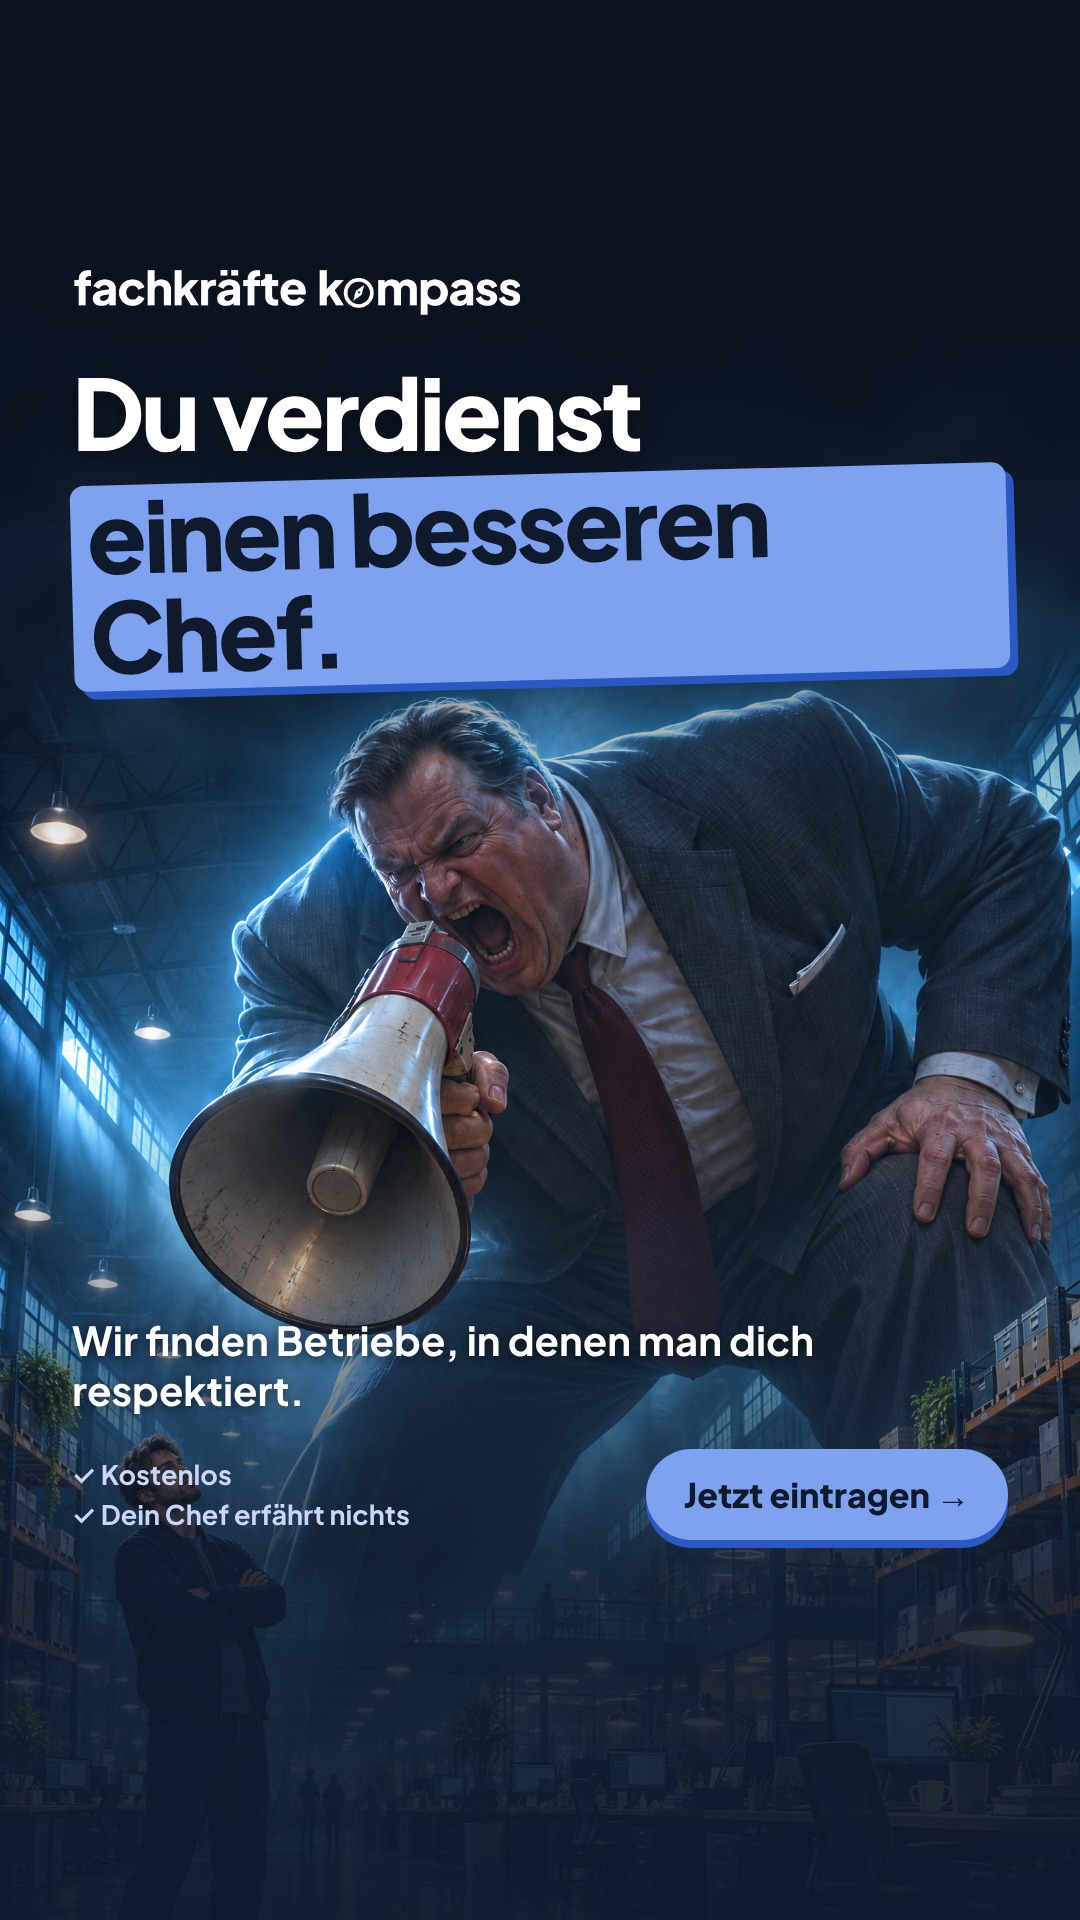 fachkräfte kompass
Du verdienst
einen besseren
Chef.
Wir finden Betriebe, in denen man dich
respektiert.
✓ Kostenlos
✓ Dein Chef erfährt nichts
Jetzt eintragen →